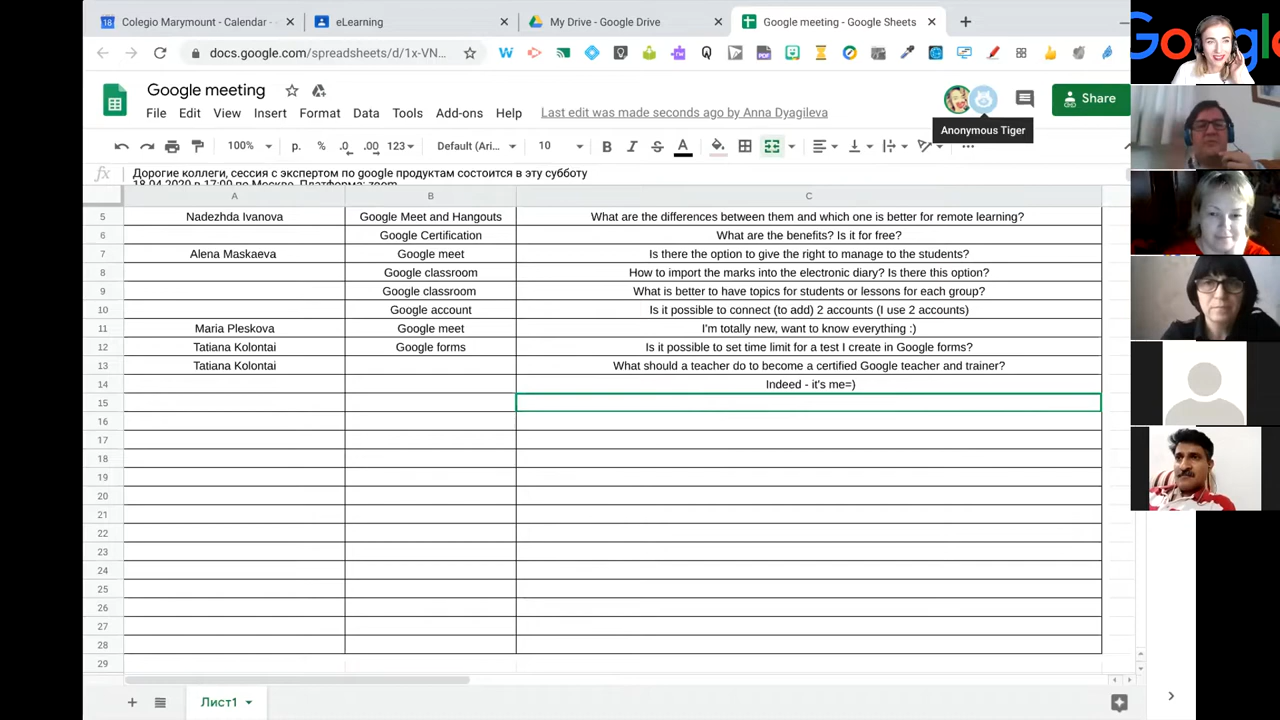 Colegio Marymount - Calendar -
eLearning
My Drive - Google Drive
Google meeting - Google Sheets
docs.google.com/spreadsheets/d/1x-VN...
Google meeting
File Edit View Insert Format Data Tools Add-ons Help Last edit was made seconds ago by Anna Dyagileva
Share
Anonymous Tiger
100% р. % .0 .00 123 Default (Ari... 10 B I S A
fx Дорогие коллеги, сессия с экспертом по google продуктам состоится в эту субботу
18.04.2020 в 17:00 по Москве. Платформа: zoom
A B C
5 Nadezhda Ivanova Google Meet and Hangouts What are the differences between them and which one is better for remote learning?
6 Google Certification What are the benefits? Is it for free?
7 Alena Maskaeva Google meet Is there the option to give the right to manage to the students?
8 Google classroom How to import the marks into the electronic diary? Is there this option?
9 Google classroom What is better to have topics for students or lessons for each group?
10 Google account Is it possible to connect (to add) 2 accounts (I use 2 accounts)
11 Maria Pleskova Google meet I'm totally new, want to know everything :)
12 Tatiana Kolontai Google forms Is it possible to set time limit for a test I create in Google forms?
13 Tatiana Kolontai What should a teacher do to become a certified Google teacher and trainer?
14 Indeed - it's me=)
15
16
17
18
19
20
21
22
23
24
25
26
27
28
29
Лист1